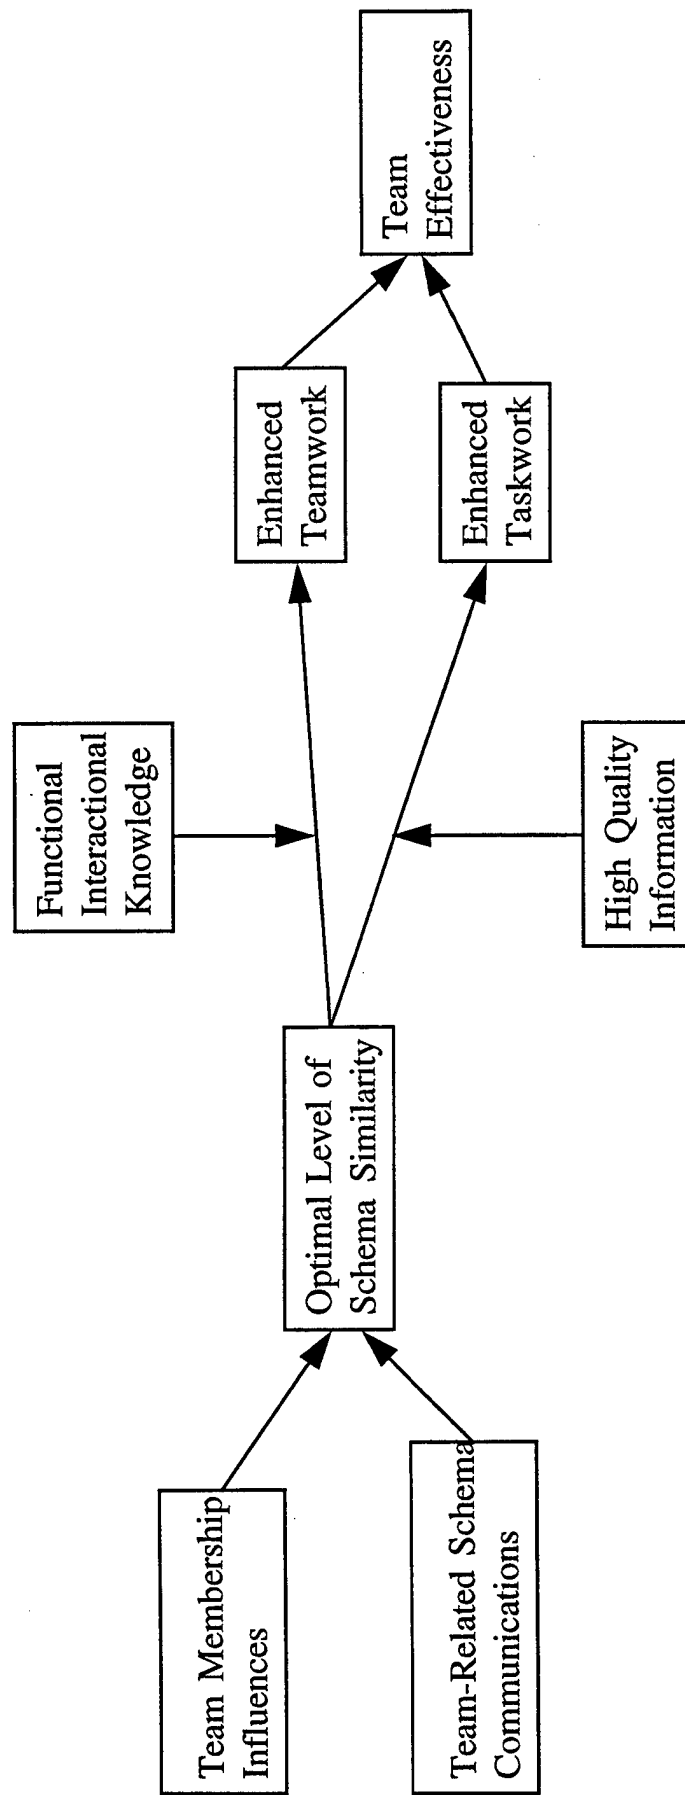 Team Membership
Influences
Team-Related Schema
Communications
Optimal Level of
Schema Similarity
Functional
Interactional
Knowledge
High Quality
Information
Enhanced
Teamwork
Enhanced
Taskwork
Team
Effectiveness